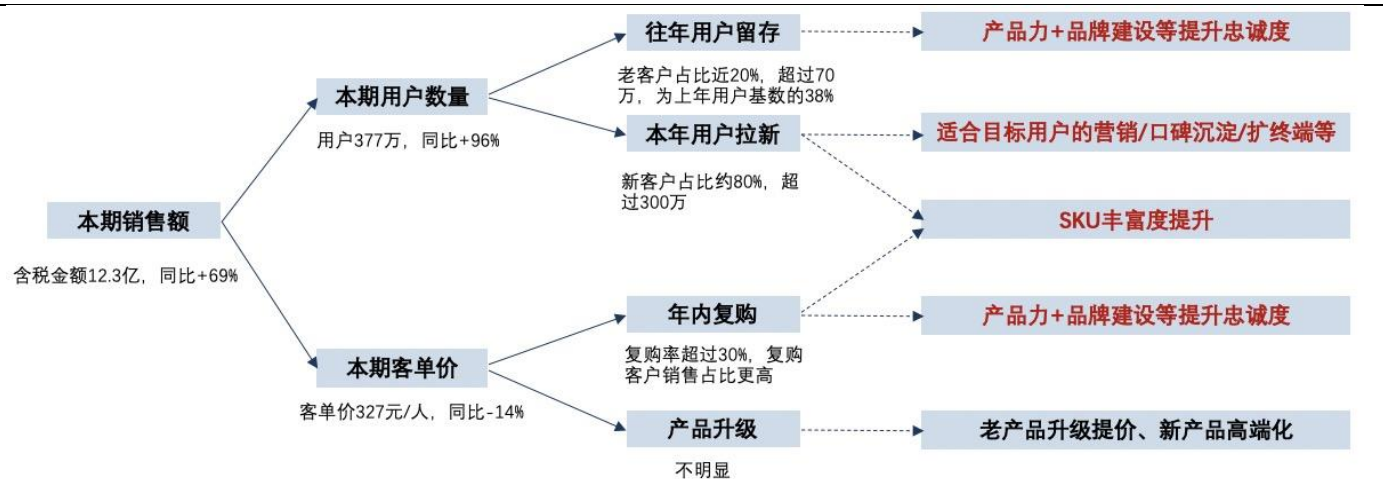 往年用户留存
产品力+品牌建设等提升忠诚度
老客户占比近20%，超过70
万，为上年用户基数的38%
本期用户数量
用户377万，同比+96%
本年用户拉新
适合目标用户的营销/口碑沉淀/扩终端等
新客户占比约80%，超
过300万
本期销售额
含税金额12.3亿，同比+69%
SKU丰富度提升
年内复购
产品力+品牌建设等提升忠诚度
复购率超过30%，复购
客户销售占比更高
本期客单价
客单价327元/人，同比-14%
产品升级
老产品升级提价、新产品高端化
不明显